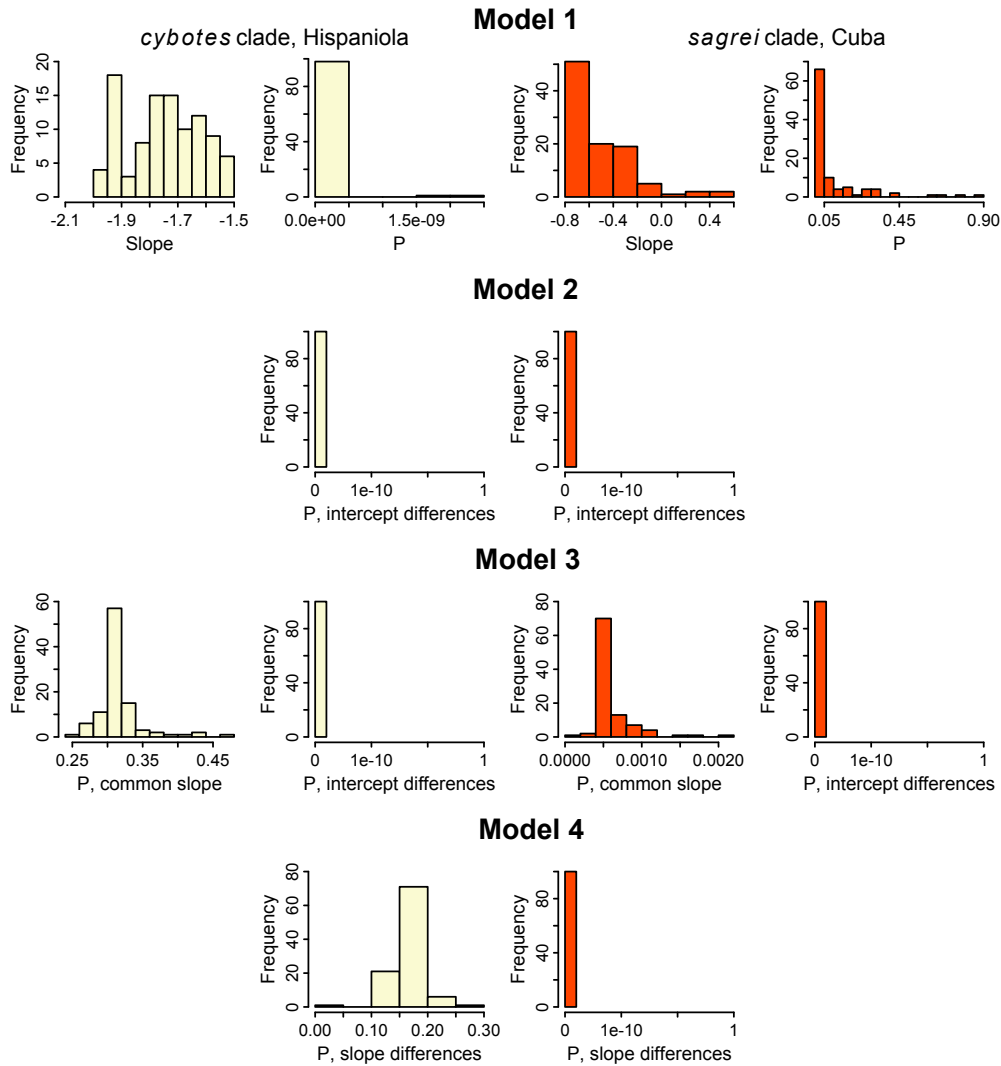 Model 1
cybotes clade, Hispaniola
sagrei clade, Cuba
Frequency
0 5 10 15 20
-2.1 -1.9 -1.7 -1.5
Slope
Frequency
0 40 80
0.0e+00 1.5e-09
P
Frequency
0 20 40
-0.8 -0.4 0.0 0.4
Slope
Frequency
0 20 40 60
0.05 0.45 0.90
P
Model 2
Frequency
0 40 80
0 1e-10 1
P, intercept differences
Frequency
0 40 80
0 1e-10 1
P, intercept differences
Model 3
Frequency
0 20 40 60
0.25 0.35 0.45
P, common slope
Frequency
0 40 80
0 1e-10 1
P, intercept differences
Frequency
0 20 40 60 80
0.0000 0.0010 0.0020
P, common slope
Frequency
0 40 80
0 1e-10 1
P, intercept differences
Model 4
Frequency
0 20 40 60 80
0.00 0.10 0.20 0.30
P, slope differences
Frequency
0 40 80
0 1e-10 1
P, slope differences